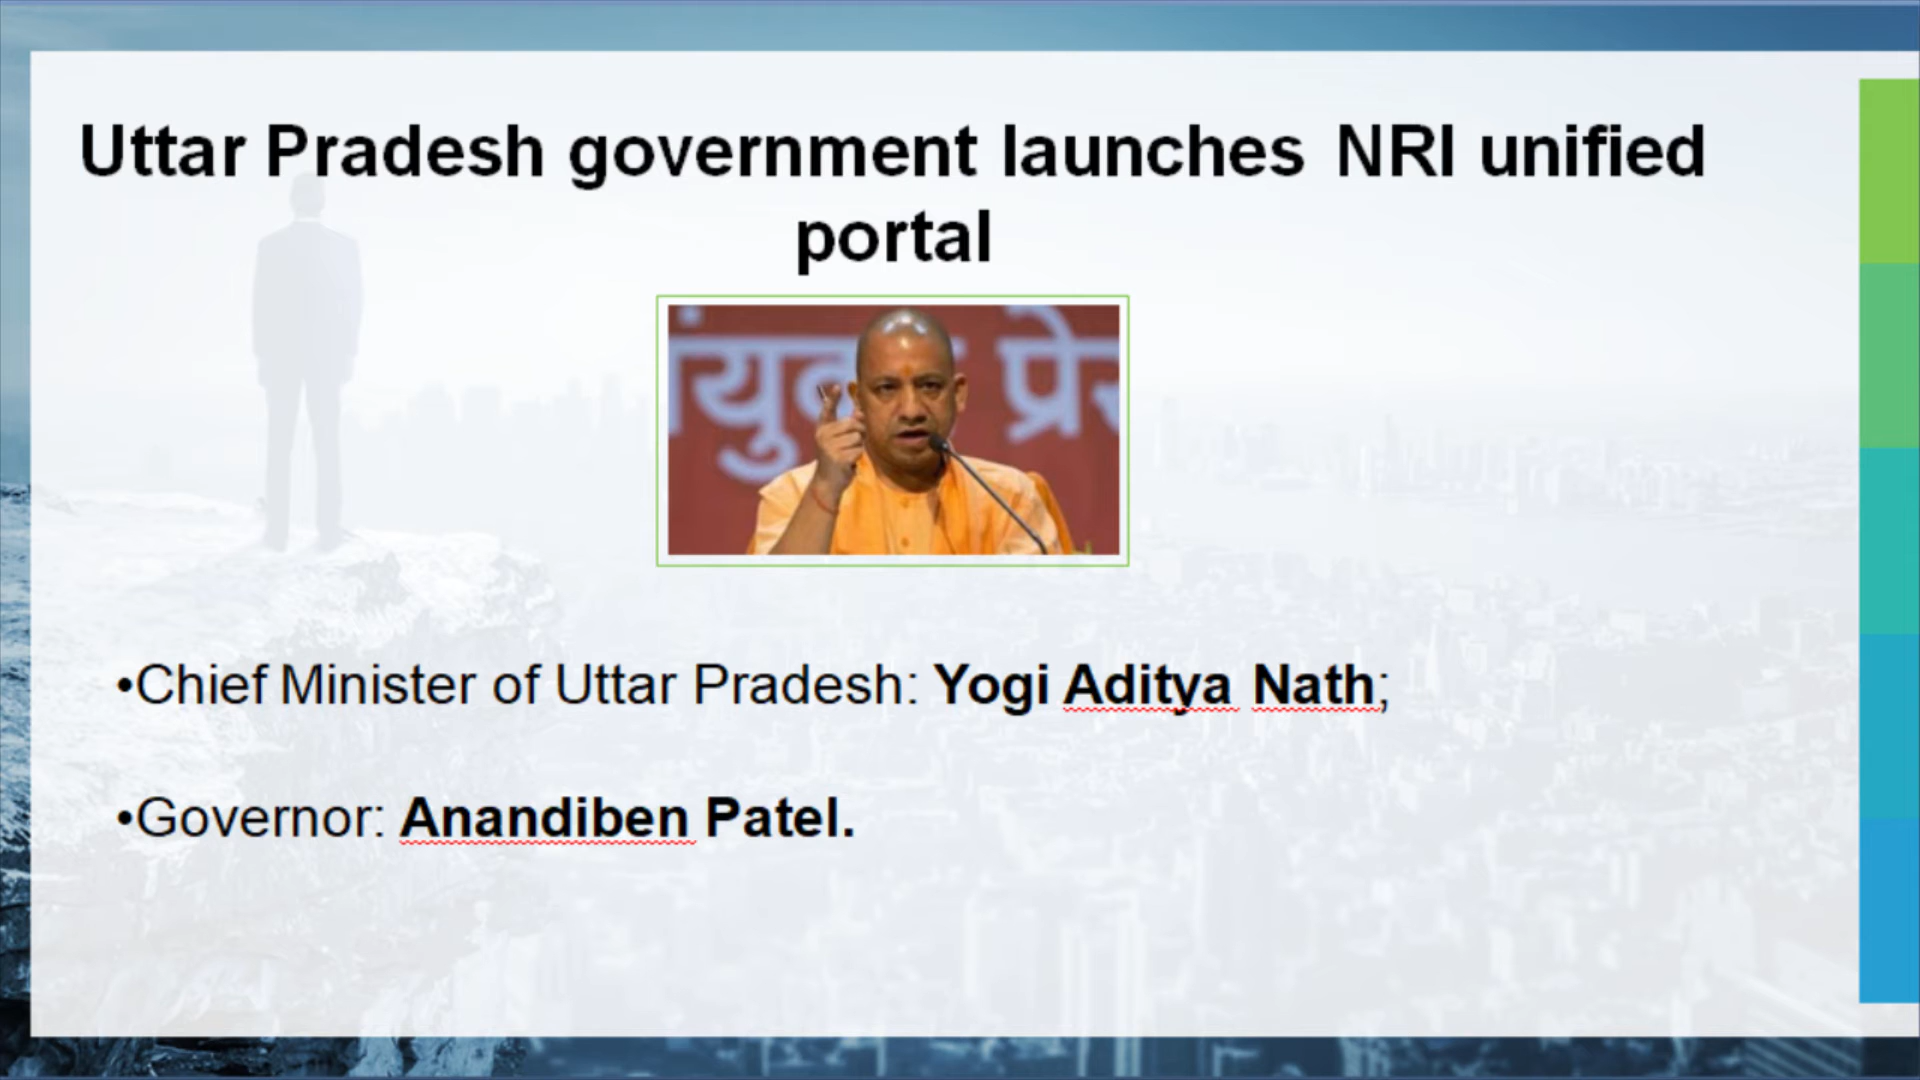 Uttar Pradesh government launches NRI unified
portal
युक्त प्रे
•Chief Minister of Uttar Pradesh: Yogi Aditya Nath;
•Governor: Anandiben Patel.